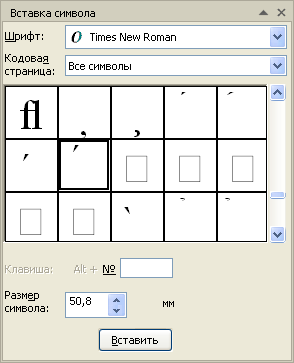 Вставка символа
Шрифт: O Times New Roman
Кодовая страница: Все символы
ﬂ
Клавиша: Alt + №
Размер символа: 50,8 мм
Вставить